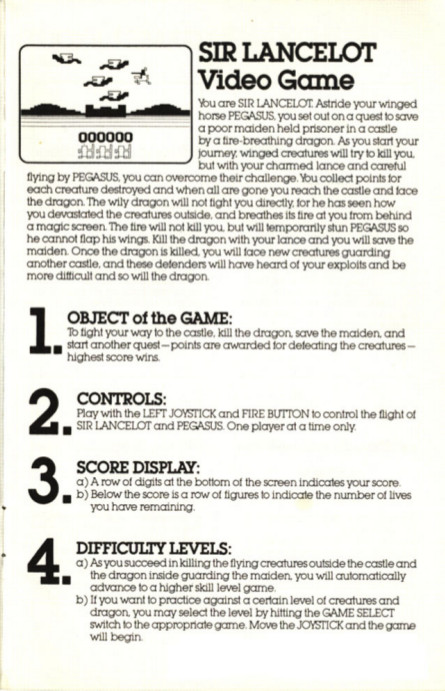 SIR LANCELOT
Video Game
You are SIR LANCELOT. Astride your winged
horse PEGASUS, you set out on a quest to save
a poor maiden held prisoner in a castle
by a fire-breathing dragon. As you start your
journey, winged creatures will try to kill you,
but with your charmed lance and careful
flying by PEGASUS, you can overcome their challenge. You collect points for
each creature destroyed and when all are gone you reach the castle and face
the dragon. The wily dragon will not fight you directly, for he has seen how
you devastated the creatures outside, and breathes its fire at you from behind
a magic screen. The fire will not kill you, but will temporarily stun PEGASUS so
he cannot flap his wings. Kill the dragon with your lance and you will save the
maiden. Once the dragon is killed, you will face new creatures guarding
another castle, and these defenders will have heard of your exploits and be
more difficult and so will the dragon.
000000
1. OBJECT of the GAME:
To fight your way to the castle, kill the dragon, save the maiden, and
start another quest—points are awarded for defeating the creatures—
highest score wins.
2. CONTROLS:
Play with the LEFT JOYSTICK and FIRE BUTTON to control the flight of
SIR LANCELOT and PEGASUS. One player at a time only.
3. SCORE DISPLAY:
a) A row of digits at the bottom of the screen indicates your score.
b) Below the score is a row of figures to indicate the number of lives
you have remaining.
4. DIFFICULTY LEVELS:
a) As you succeed in killing the flying creatures outside the castle and
the dragon inside guarding the maiden, you will automatically
advance to a higher skill level game.
b) If you want to practice against a certain level of creatures and
dragon, you may select the level by hitting the GAME SELECT
switch to the appropriate game. Move the JOYSTICK and the game
will begin.